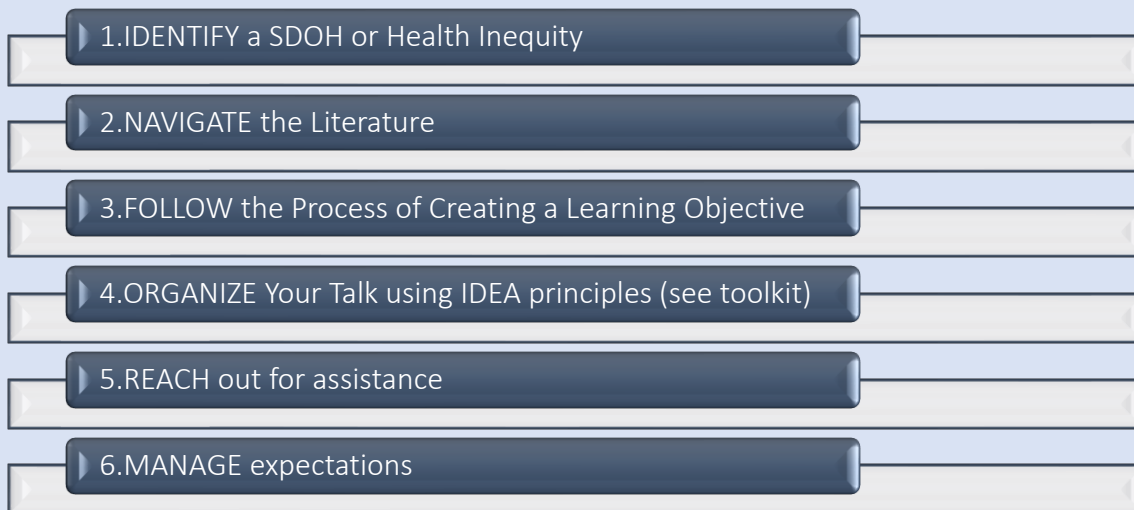 1.IDENTIFY a SDOH or Health Inequity
2.NAVIGATE the Literature
3.FOLLOW the Process of Creating a Learning Objective
4.ORGANIZE Your Talk using IDEA principles (see toolkit)
5.REACH out for assistance
6.MANAGE expectations